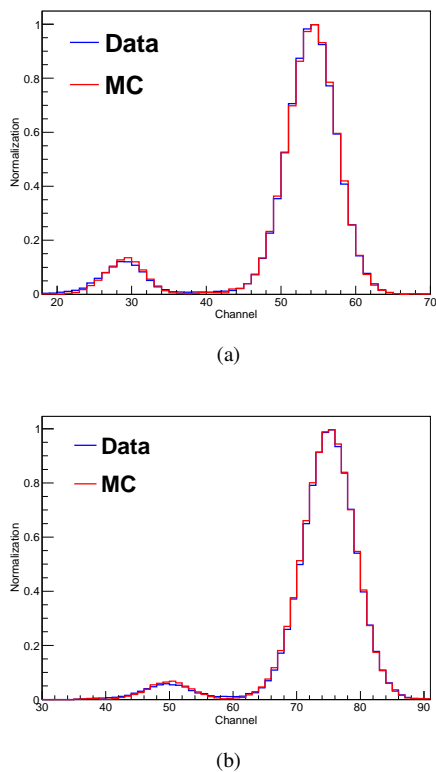 1
Data
MC
0.8
Normalization
0.6
0.4
0.2
0
20 30 40 50 60 70
Channel
(a)
1
Data
MC
0.8
Normalization
0.6
0.4
0.2
0
30 40 50 60 70 80 90
Channel
(b)